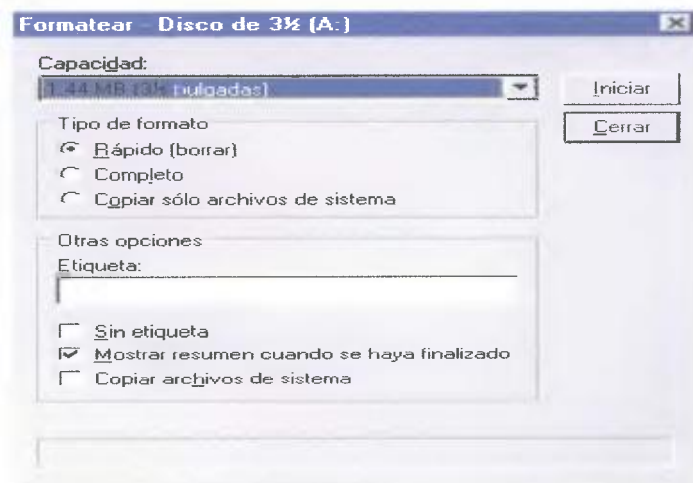 Formatear - Disco de 3½ (A:)
Capacidad:
1.44 MB (3½ pulgadas)
Iniciar
Cerrar
Tipo de formato
Rápido (borrar)
Completo
Copiar sólo archivos de sistema
Otras opciones
Etiqueta:
Sin etiqueta
Mostrar resumen cuando se haya finalizado
Copiar archivos de sistema